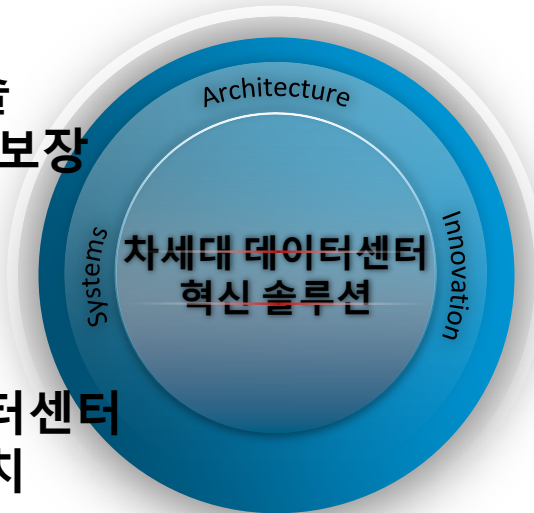 Architecture
보장
Systems
차세대 데이터센터
혁신 솔루션
Innovation
터센터